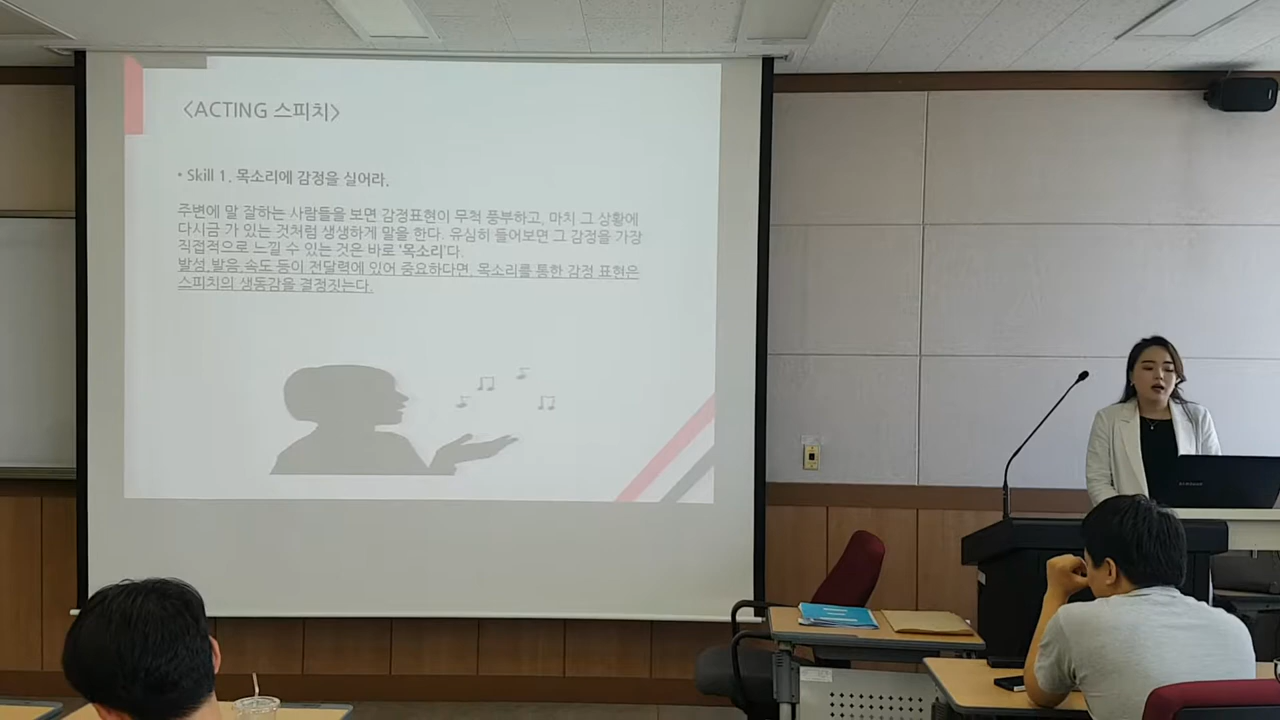 <ACTING 스피치>
• Skill 1. 목소리에 감정을 실어라.
주변에 말 잘하는 사람들을 보면 감정표현이 무척 풍부하고, 마치 그 상황에
다시금 가 있는 것처럼 생생하게 말을 한다. 유심히 들어보면 그 감정을 가장
직접적으로 느낄 수 있는 것은 바로 '목소리'다.
발성,발음,속도 등이 전달력에 있어 중요하다면, 목소리를 통한 감정 표현은
스피치의 생동감을 결정짓는다.
SAMSUNG